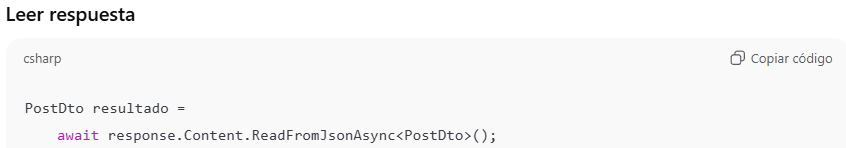 Leer respuesta
csharp
Copiar código
PostDto resultado =
    await response.Content.ReadFromJsonAsync<PostDto>();